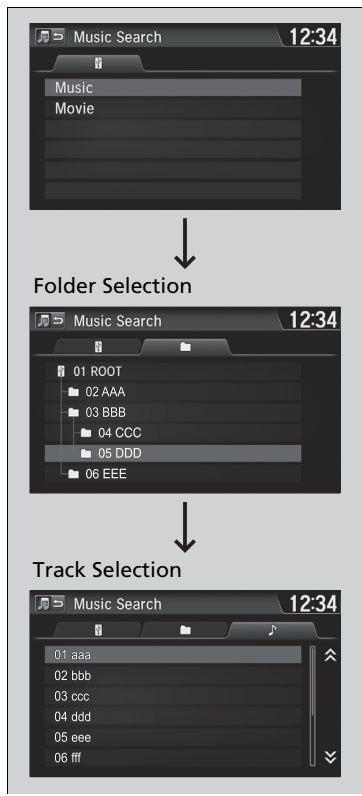 Music Search 12:34
Music
Movie
Folder Selection
Music Search 12:34
01 ROOT
02 AAA
03 BBB
04 CCC
05 DDD
06 EEE
Track Selection
Music Search 12:34
01 aaa
02 bbb
03 ccc
04 ddd
05 eee
06 fff